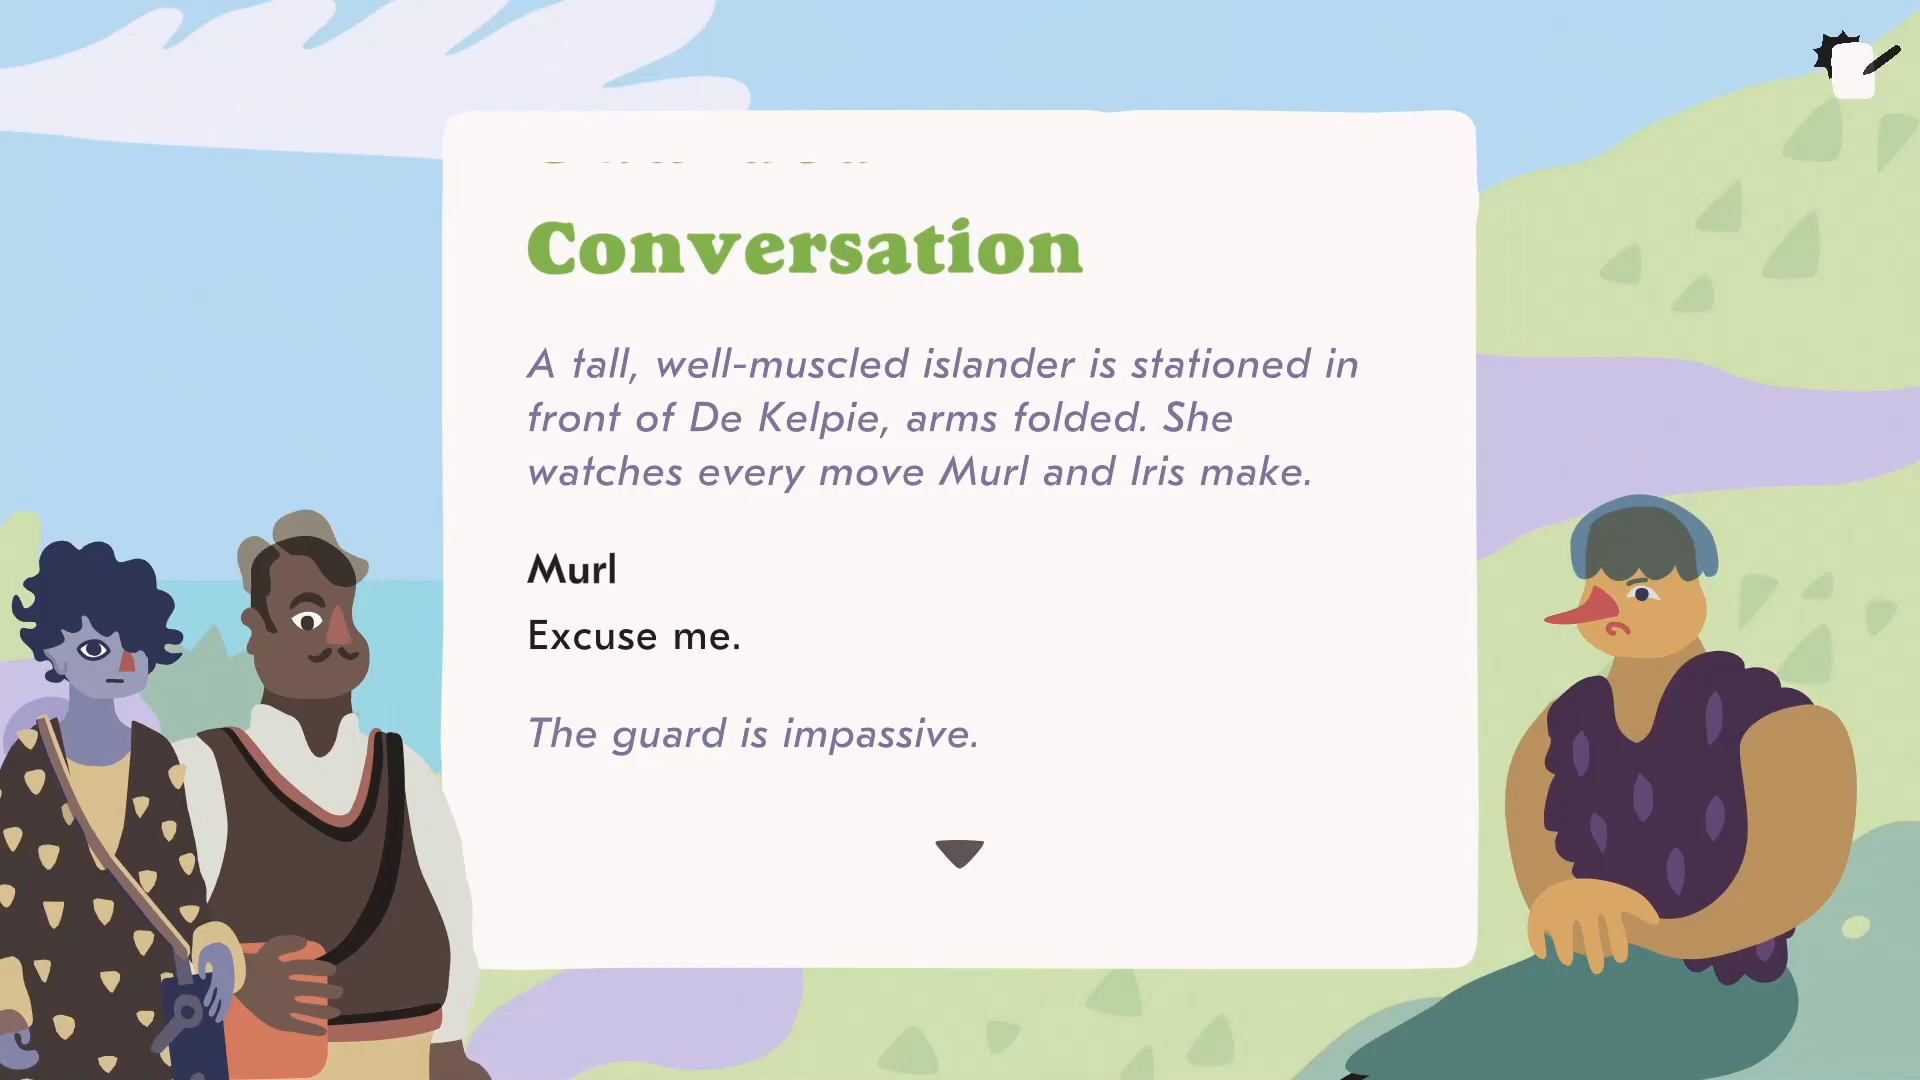 Conversation
A tall, well-muscled islander is stationed in
front of De Kelpie, arms folded. She
watches every move Murl and Iris make.
Murl
Excuse me.
The guard is impassive.